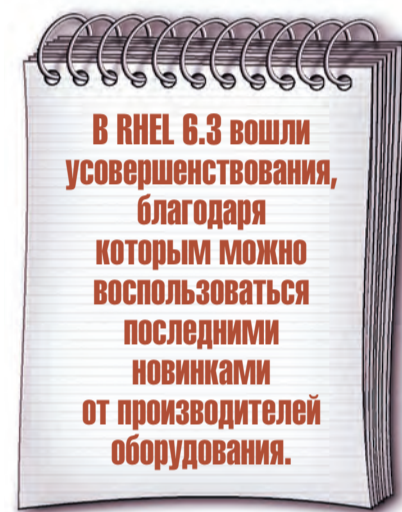 В RHEL 6.3 вошли
усовершенствования,
благодаря
которым можно
воспользоваться
последними
новинками
от производителей
оборудования.